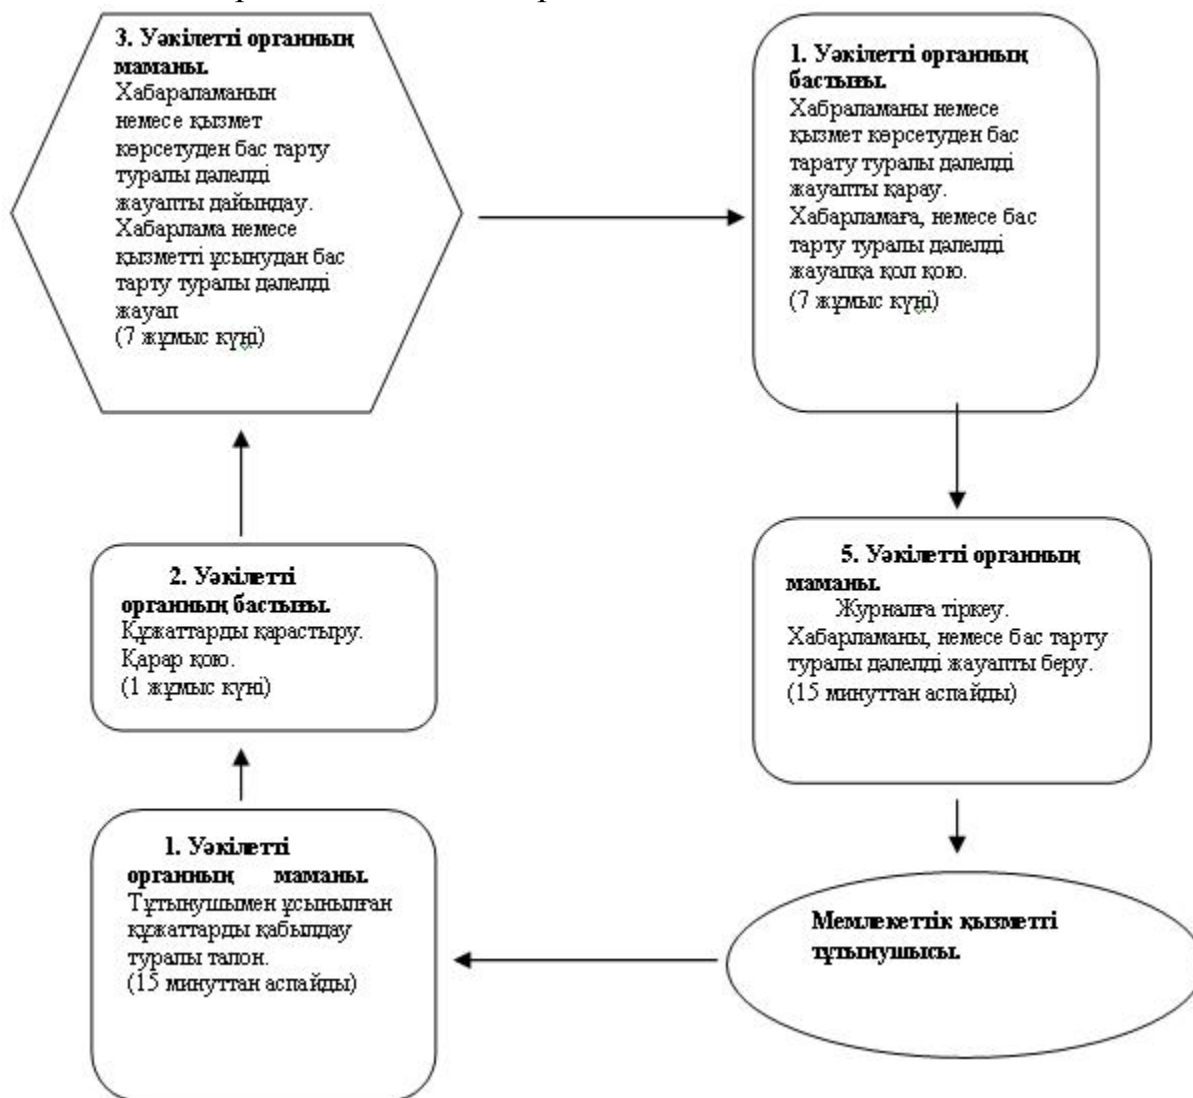 3. Уәкілетті органның
маманы.
Хабараламанын
немесе қызмет
көрсетуден бас тарту
туралы дәлелді
жауапты дайындау.
Хабарлама немесе
қызметті ұсынудан бас
тарту туралы дәлелді
жауап
(7 жұмыс күңі)
1. Уәкілетті органның
бастығы.
Хабраламаны немесе
қызмет көрсетуден бас
тарату туралы дәлелді
жауапты қарау.
Хабарламаға, немесе бас
тарту туралы дәлелді
жауапқа қол қою.
(7 жұмыс күңі)
2. Уәкілетті
органның бастығы.
Құжаттарды қарастыру.
Қарар қою.
(1 жұмыс күні)
5. Уәкілетті органның
маманы.
Журналға тіркеу.
Хабарламаны, немесе бас тарту
туралы дәлелді жауапты беру.
(15 минуттан аспайды)
1. Уәкілетті
органның маманы.
Тұтынушымен ұсынылған
құжаттарды қабылдау
туралы талон.
(15 минуттан аспайды)
Мемлекеттік қызметті
тұтынушысы.